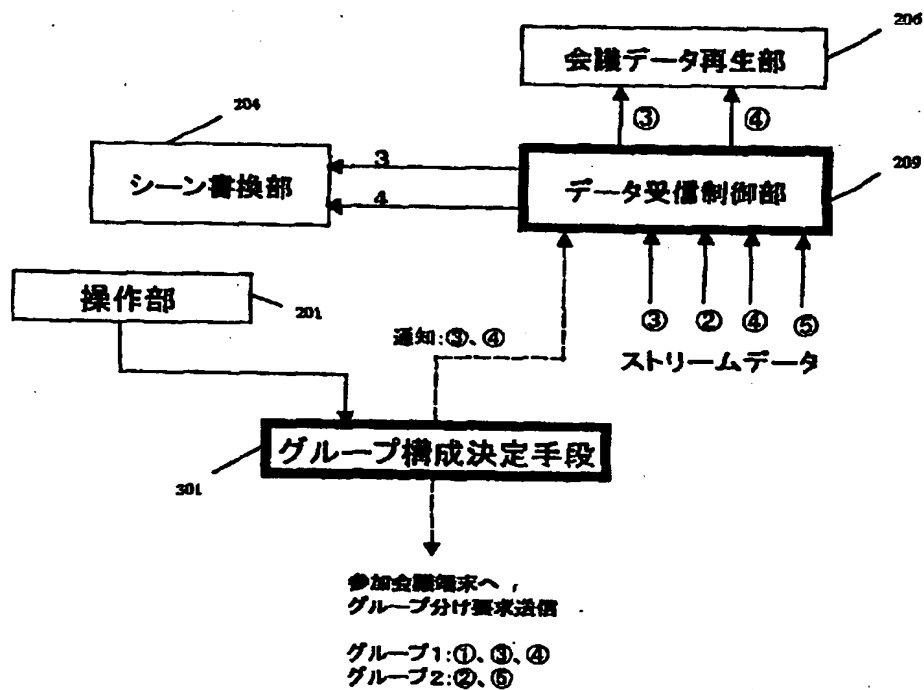 206
会議データ再生部
204
③
④
シーン書換部
3
4
データ受信制御部
209
操作部
201
通知:③、④
③
②
④
⑤
ストリームデータ
グループ構成決定手段
301
参加会議端末へ
グループ分け要求送信
グループ1:①、③、④
グループ2:②、⑤